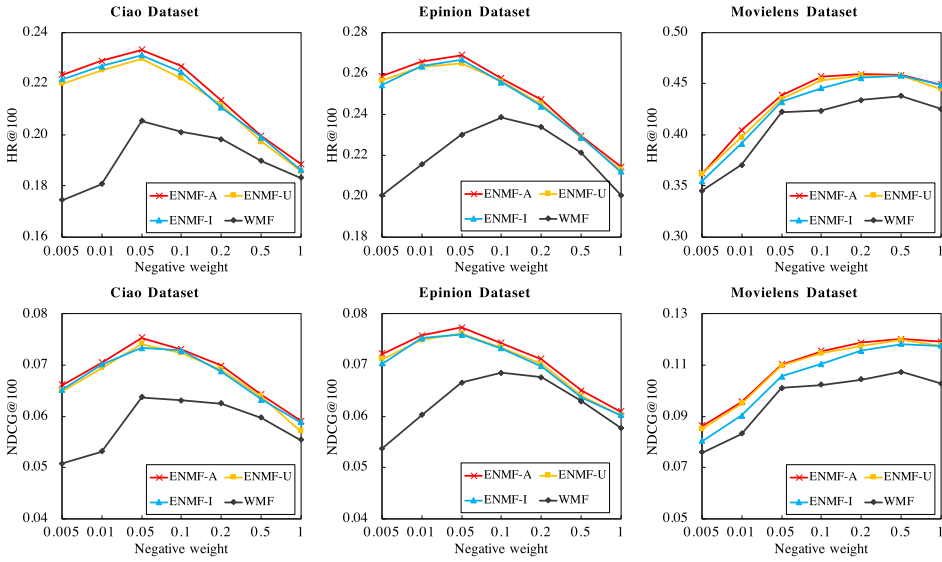 Ciao Dataset
HR@100
0.24
0.22
0.20
0.18
0.16
ENMF-A ENMF-U
ENMF-I WMF
0.005 0.01 0.05 0.1 0.2 0.5 1
Negative weight
Epinion Dataset
HR@100
0.28
0.26
0.24
0.22
0.20
0.18
ENMF-A ENMF-U
ENMF-I WMF
0.005 0.01 0.05 0.1 0.2 0.5 1
Negative weight
Movielens Dataset
HR@100
0.50
0.45
0.40
0.35
0.30
ENMF-A ENMF-U
ENMF-I WMF
0.005 0.01 0.05 0.1 0.2 0.5 1
Negative weight
Ciao Dataset
NDCG@100
0.08
0.07
0.06
0.05
0.04
ENMF-A ENMF-U
ENMF-I WMF
0.005 0.01 0.05 0.1 0.2 0.5 1
Negative weight
Epinion Dataset
NDCG@100
0.08
0.07
0.06
0.05
0.04
ENMF-A ENMF-U
ENMF-I WMF
0.005 0.01 0.05 0.1 0.2 0.5 1
Negative weight
Movielens Dataset
NDCG@100
0.13
0.11
0.09
0.07
0.05
ENMF-A ENMF-U
ENMF-I WMF
0.005 0.01 0.05 0.1 0.2 0.5 1
Negative weight